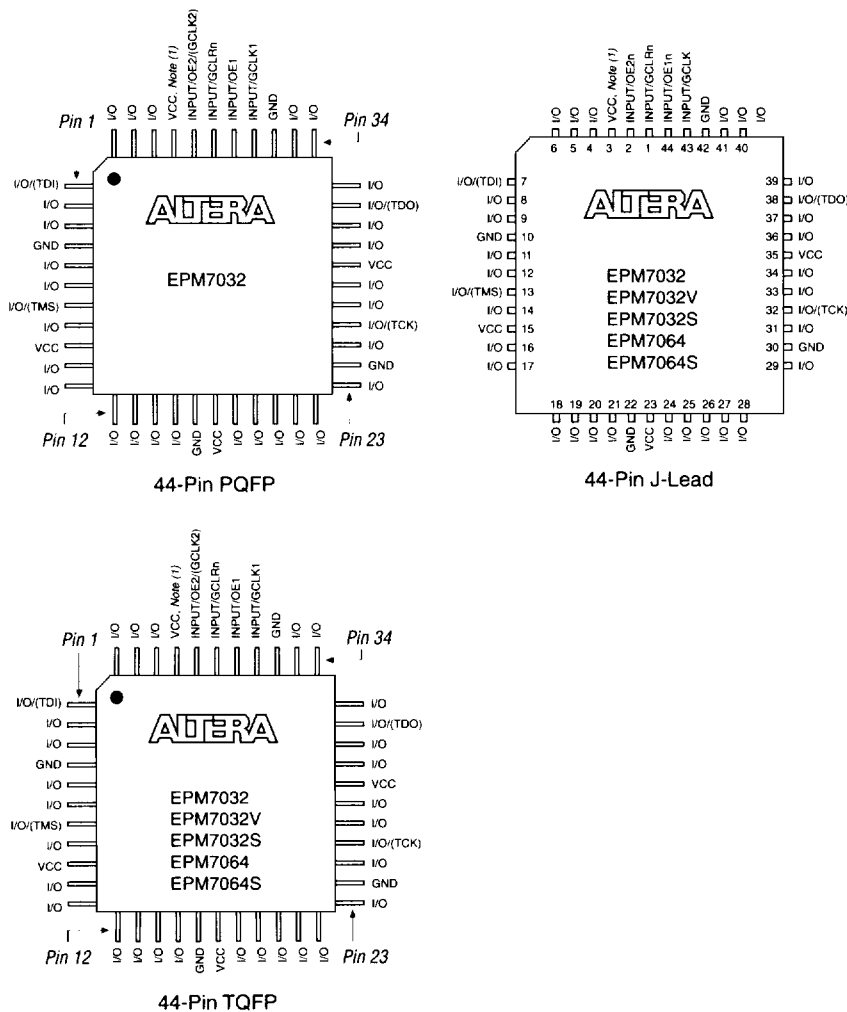 I/O I/O I/O VCC, Note (1) INPUT/OE2/(GCLK2) INPUT/GCLRn INPUT/OE1 INPUT/GCLK1 GND I/O I/O
Pin 1
Pin 34
I/O/(TDI)
I/O
I/O
GND
I/O
I/O
I/O/(TMS)
I/O
VCC
I/O
I/O
ALTERA
EPM7032
I/O
I/O/(TDO)
I/O
I/O
VCC
I/O
I/O
I/O/(TCK)
I/O
GND
I/O
Pin 12
Pin 23
I/O I/O I/O I/O GND VCC I/O I/O I/O I/O I/O
44-Pin PQFP
I/O I/O I/O VCC, Note (1) INPUT/OE2n INPUT/GCLRn INPUT/OE1n INPUT/GCLK GND I/O I/O I/O
6 5 4 3 2 1 44 43 42 41 40
I/O/(TDI) 7
I/O 8
I/O 9
GND 10
I/O 11
I/O 12
I/O/(TMS) 13
I/O 14
VCC 15
I/O 16
I/O 17
ALTERA
EPM7032
EPM7032V
EPM7032S
EPM7064
EPM7064S
39 I/O
38 I/O/(TDO)
37 I/O
36 I/O
35 VCC
34 I/O
33 I/O
32 I/O/(TCK)
31 I/O
30 GND
29 I/O
18 19 20 21 22 23 24 25 26 27 28
I/O I/O I/O I/O GND VCC I/O I/O I/O I/O I/O
44-Pin J-Lead
I/O I/O I/O VCC, Note (1) INPUT/OE2/(GCLK2) INPUT/GCLRn INPUT/OE1 INPUT/GCLK1 GND I/O I/O
Pin 1
Pin 34
I/O/(TDI)
I/O
I/O
GND
I/O
I/O
I/O/(TMS)
I/O
VCC
I/O
I/O
ALTERA
EPM7032
EPM7032V
EPM7032S
EPM7064
EPM7064S
I/O
I/O/(TDO)
I/O
I/O
VCC
I/O
I/O
I/O/(TCK)
I/O
GND
I/O
Pin 12
Pin 23
I/O I/O I/O I/O GND VCC I/O I/O I/O I/O I/O
44-Pin TQFP